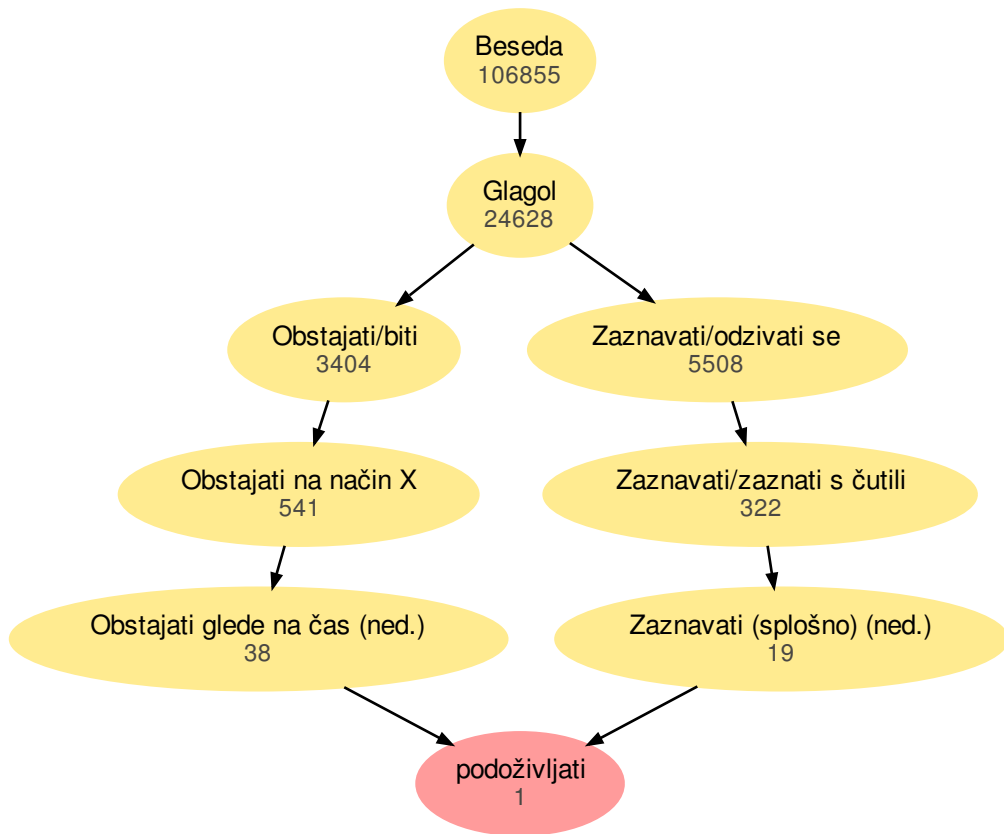 Beseda
106855
Glagol
24628
Obstajati/biti
3404
Zaznavati/odzivati se
5508
Obstajati na način X
541
Zaznavati/zaznati s čutili
322
Obstajati glede na čas (ned.)
38
Zaznavati (splošno) (ned.)
19
podoživljati
1